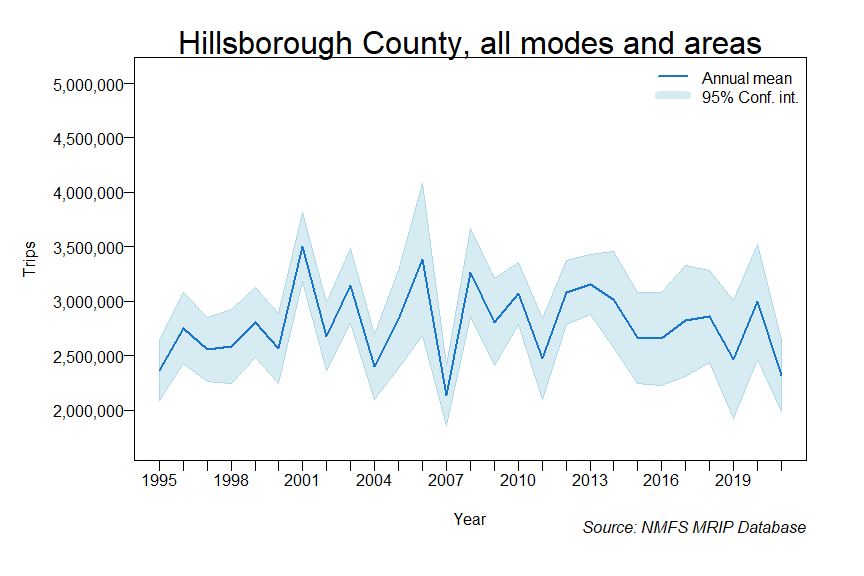 Hillsborough County, all modes and areas
Annual mean
95% Conf. int.
5,000,000
4,500,000
4,000,000
3,500,000
3,000,000
2,500,000
2,000,000
Trips
1995 1998 2001 2004 2007 2010 2013 2016 2019
Year
Source: NMFS MRIP Database